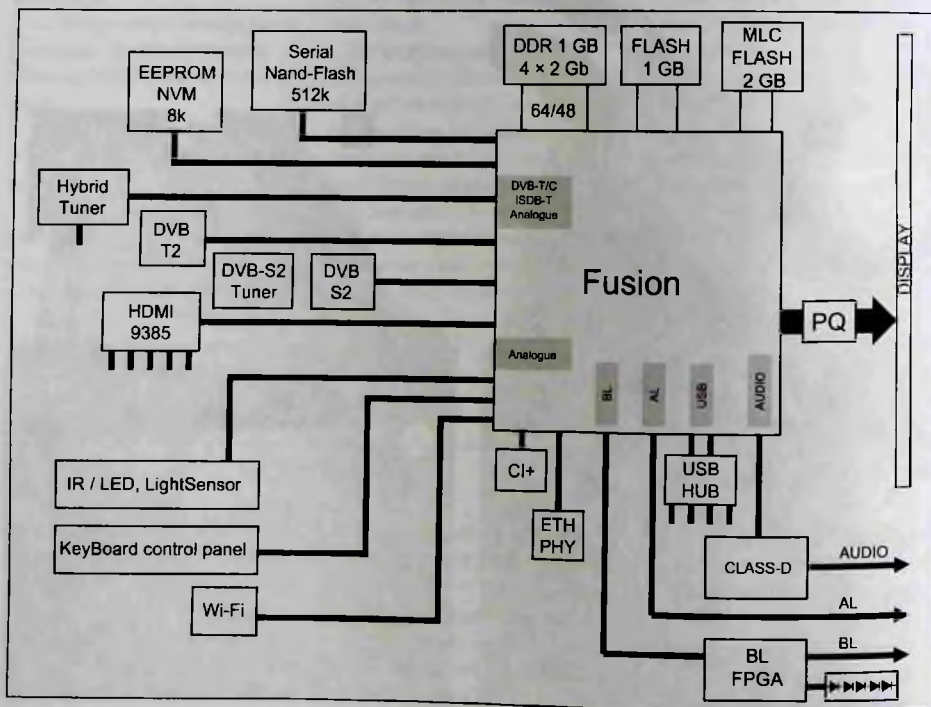 EEPROM
NVM
8k
Serial
Nand-Flash
512k
DDR 1 GB
4 × 2 Gb
64/48
FLASH
1 GB
MLC
FLASH
2 GB
DISPLAY
Hybrid
Tuner
DVB
T2
DVB-S2
Tuner
DVB
S2
HDMI
9385
DVB-T/C
ISDB-T
Analogue
Fusion
Analogue
BL
AL
USB
AUDIO
PQ
IR / LED, LightSensor
KeyBoard control panel
Wi-Fi
CI+
ETH
PHY
USB
HUB
CLASS-D
AUDIO
AL
BL
FPGA
BL